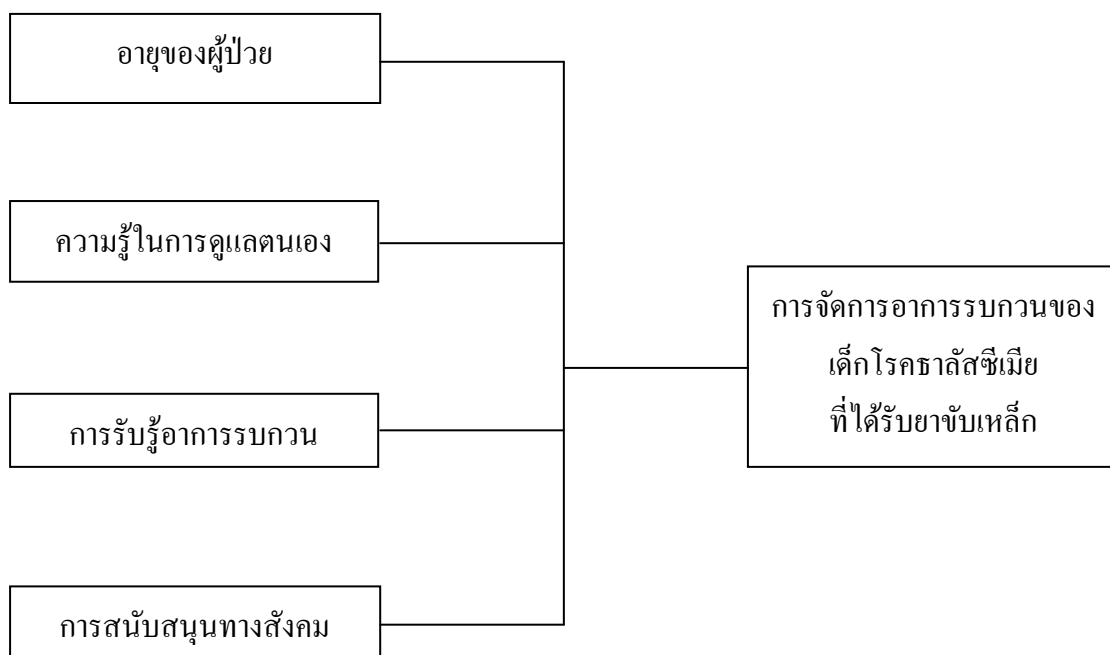 อายุของผู้ป่วย
ความรู้ในการดูแลตนเอง
การรับรู้อาการรบกวน
การสนับสนุนทางสังคม
การจัดการอาการรบกวนของ
เด็กโรคธาลัสซีเมีย
ที่ได้รับยาขับเหล็ก